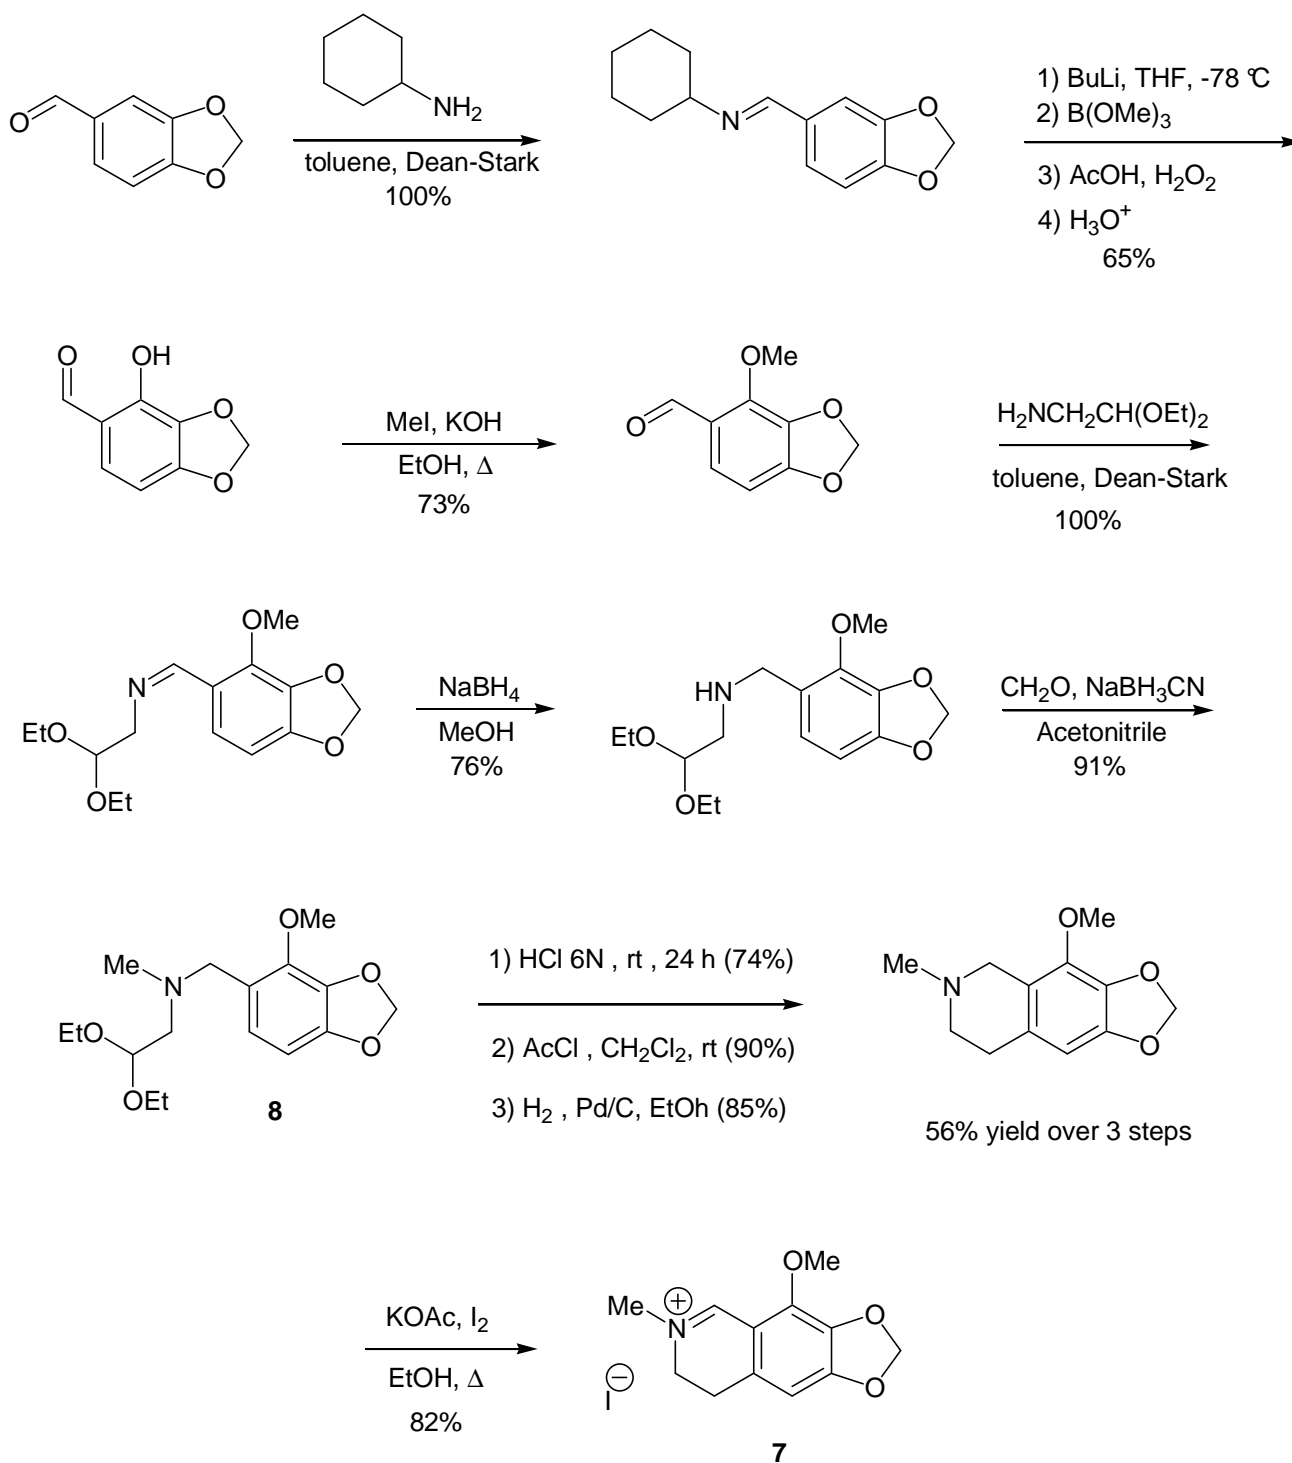 NH2
O
O
O
toluene, Dean-Stark
100%
N
O
O
1) BuLi, THF, -78 °C
2) B(OMe)3
3) AcOH, H2O2
4) H3O+
65%
O
OH
O
O
MeI, KOH
EtOH, Δ
73%
OMe
O
O
O
H2NCH2CH(OEt)2
toluene, Dean-Stark
100%
OMe
N
O
O
EtO
OEt
NaBH4
MeOH
76%
OMe
HN
O
O
EtO
OEt
CH2O, NaBH3CN
Acetonitrile
91%
OMe
Me
N
O
O
EtO
OEt
8
1) HCl 6N , rt , 24 h (74%)
2) AcCl , CH2Cl2, rt (90%)
3) H2 , Pd/C, EtOh (85%)
OMe
Me
N
O
O
56% yield over 3 steps
KOAc, I2
EtOH, Δ
82%
OMe
Me
+
N
O
O
−
I
7